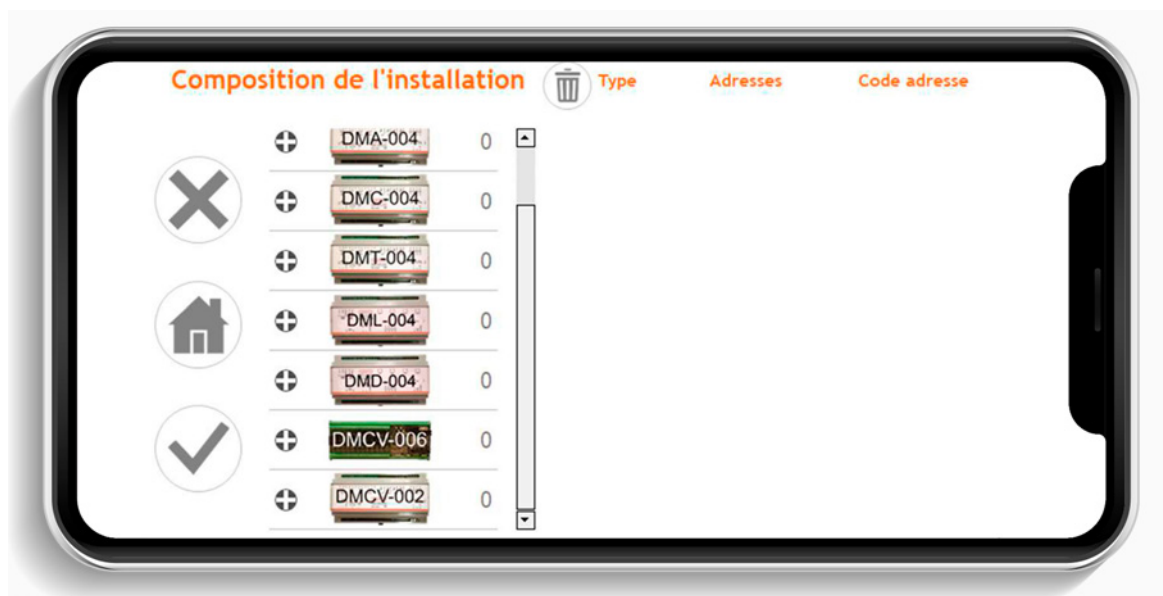 Composition de l'installation Type Adresses Code adresse
DMA-004 0
DMC-004 0
DMT-004 0
DML-004 0
DMD-004 0
DMCV-006 0
DMCV-002 0